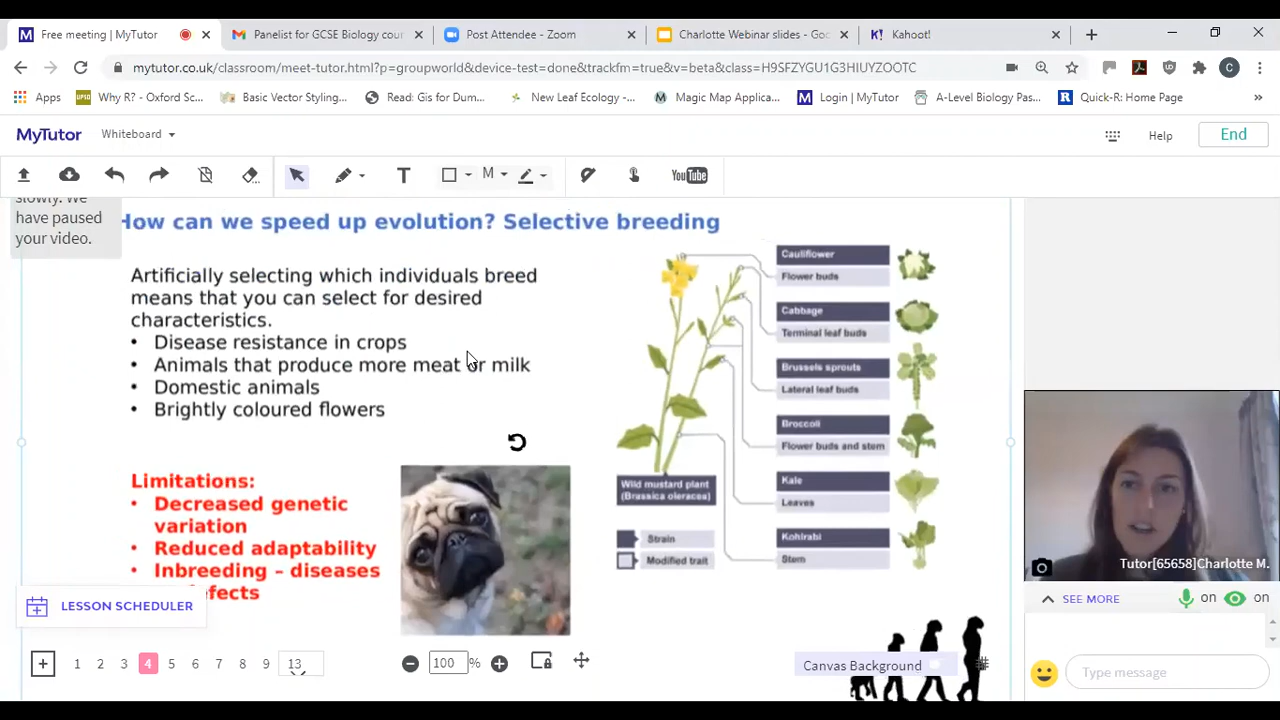 Free meeting | MyTutor
Panelist for GCSE Biology cour
Post Attendee - Zoom
Charlotte Webinar slides - Goo
Kahoot!
mytutor.co.uk/classroom/meet-tutor.html?p=groupworld&device-test=done&trackfm=true&v=beta&class=H9SFZYGU1G3HIUYZOOTC
C
Apps
Why R? - Oxford Sc...
Basic Vector Styling...
Read: Gis for Dum...
New Leaf Ecology -...
Magic Map Applica...
Login | MyTutor
A-Level Biology Pas...
Quick-R: Home Page
MyTutor
Whiteboard
Help
End
T
M
YouTube
slowly. We
have paused
your video.
How can we speed up evolution? Selective breeding
Artificially selecting which individuals breed
means that you can select for desired
characteristics.
• Disease resistance in crops
• Animals that produce more meat or milk
• Domestic animals
• Brightly coloured flowers
Limitations:
• Decreased genetic
variation
• Reduced adaptability
• Inbreeding – diseases
Cauliflower
Flower buds
Cabbage
Terminal leaf buds
Brussels sprouts
Lateral leaf buds
Broccoli
Flower buds and stem
Kale
Leaves
Kohlrabi
Stem
Wild mustard plant
(Brassica oleracea)
Strain
Modified trait
LESSON SCHEDULER
1 2 3 4 5 6 7 8 9 13
100 %
Canvas Background
Tutor[65658]Charlotte M.
SEE MORE
on
on
Type message